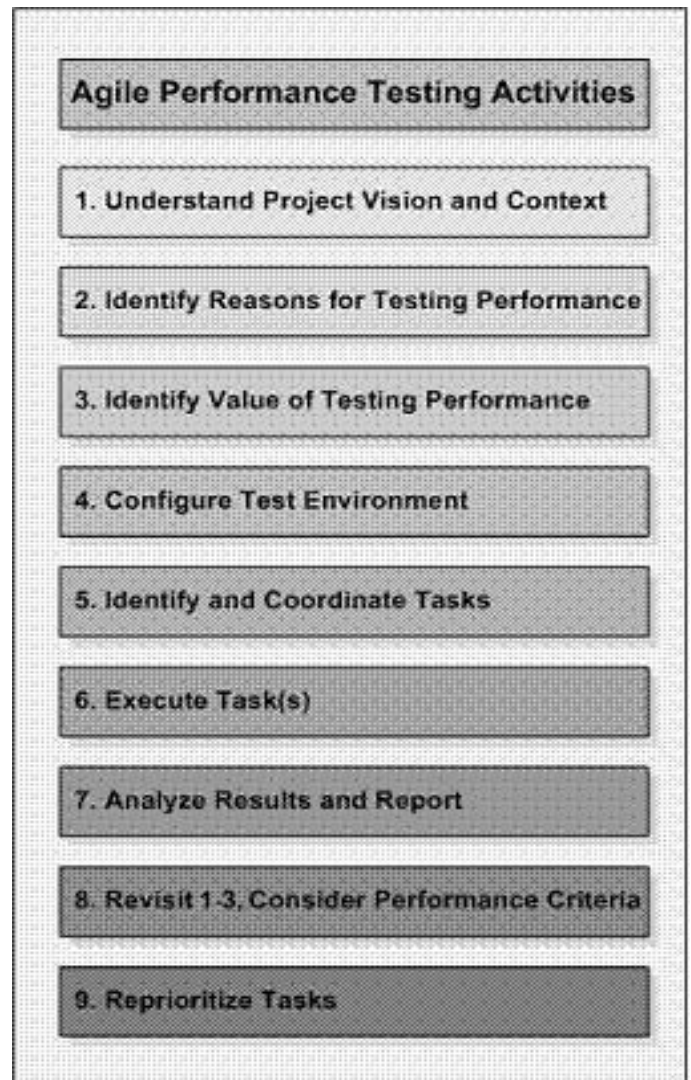 Agile Performance Testing Activities
1. Understand Project Vision and Context
2. Identify Reasons for Testing Performance
3. Identify Value of Testing Performance
4. Configure Test Environment
5. Identify and Coordinate Tasks
6. Execute Task(s)
7. Analyze Results and Report
8. Revisit 1-3, Consider Performance Criteria
9. Reprioritize Tasks